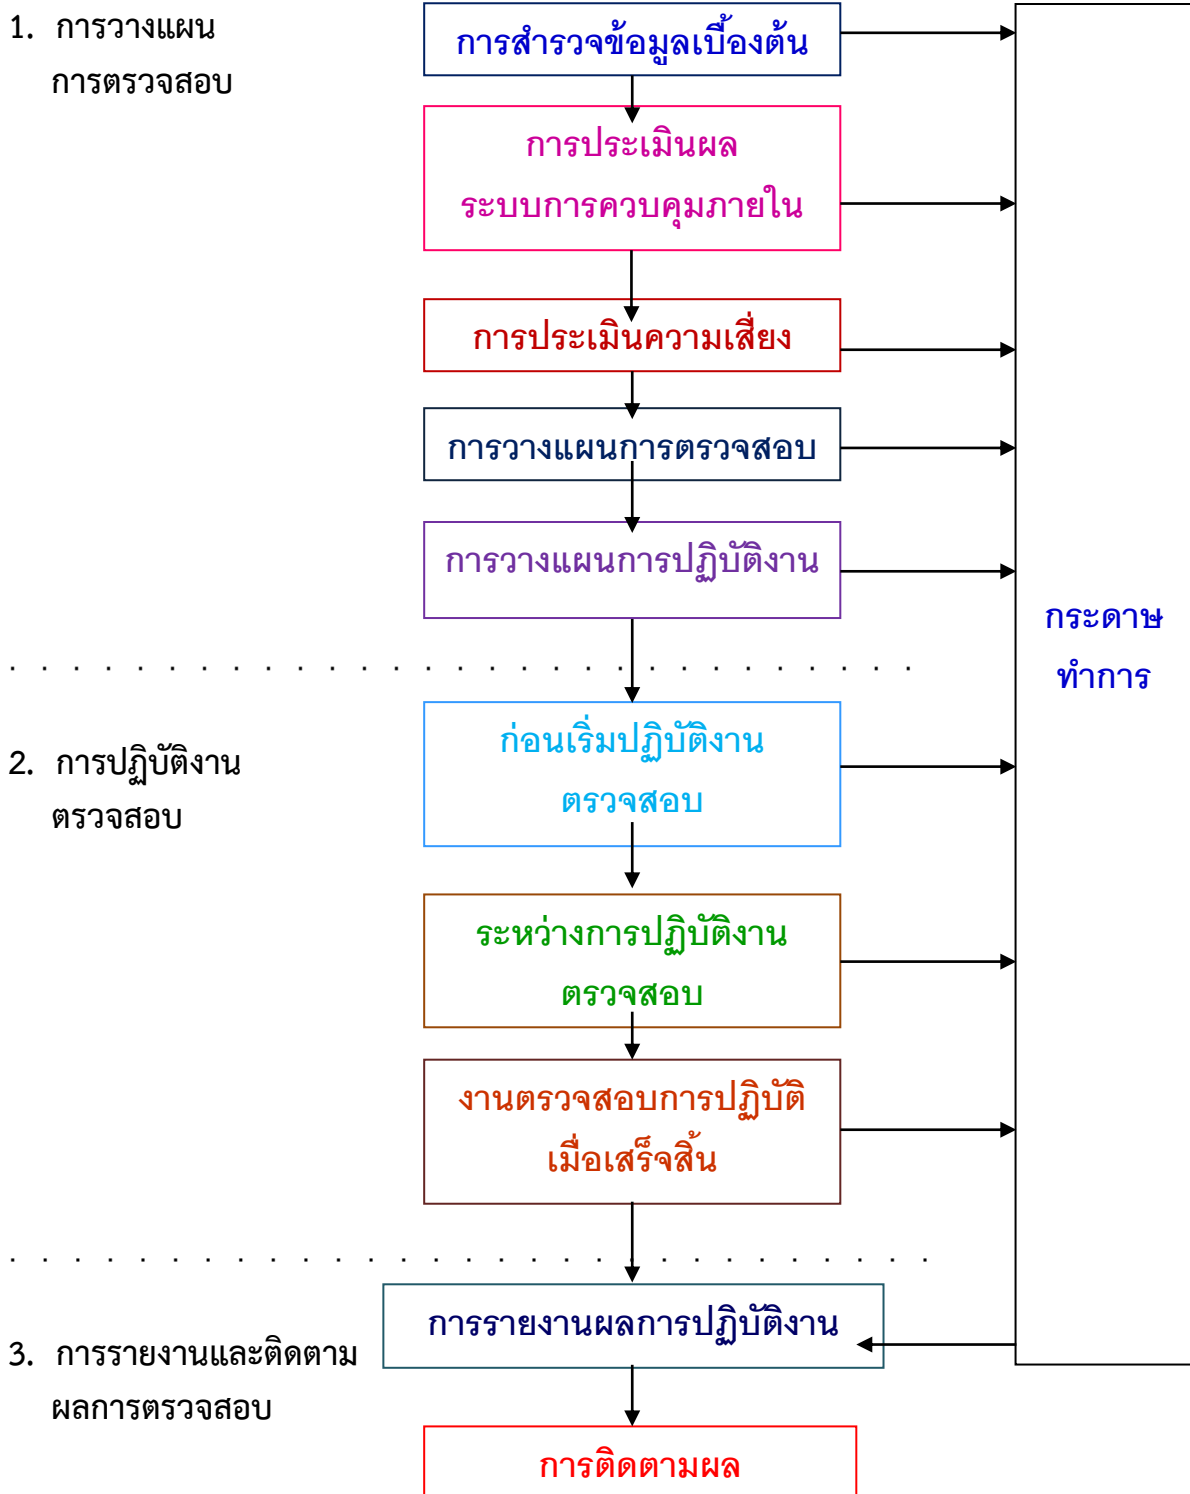 1. การวางแผน
การตรวจสอบ
การสำรวจข้อมูลเบื้องต้น
การประเมินผล
ระบบการควบคุมภายใน
การประเมินความเสี่ยง
การวางแผนการตรวจสอบ
การวางแผนการปฏิบัติงาน
กระดาษ
ทำการ
2. การปฏิบัติงาน
ตรวจสอบ
ก่อนเริ่มปฏิบัติงาน
ตรวจสอบ
ระหว่างการปฏิบัติงาน
ตรวจสอบ
งานตรวจสอบการปฏิบัติ
เมื่อเสร็จสิ้น
3. การรายงานและติดตาม
ผลการตรวจสอบ
การรายงานผลการปฏิบัติงาน
การติดตามผล